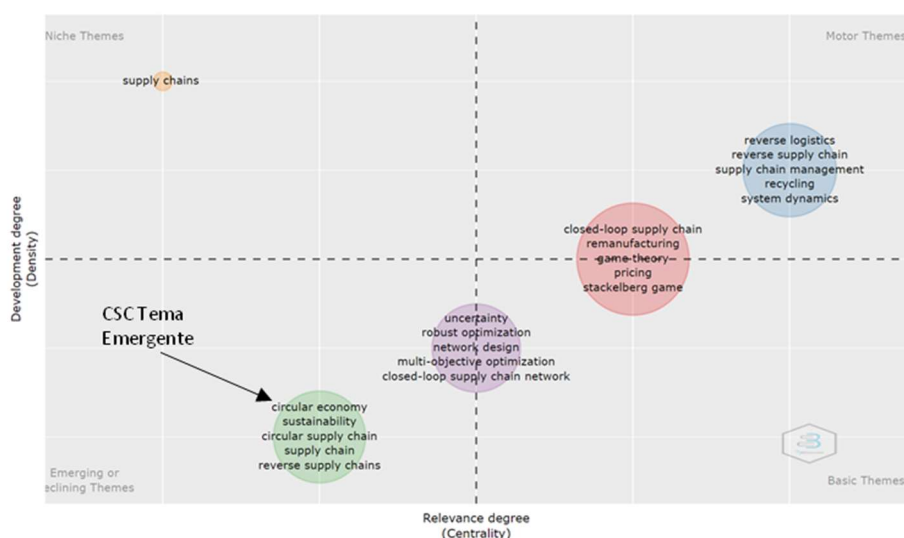 Niche Themes
Motor Themes
supply chains
reverse logistics
reverse supply chain
supply chain management
recycling
system dynamics
closed-loop supply chain
remanufacturing
game theory
pricing
stackelberg game
Development degree
(Density)
CSC Tema
Emergente
uncertainty
robust optimization
network design
multi-objective optimization
closed-loop supply chain network
circular economy
sustainability
circular supply chain
supply chain
reverse supply chains
Emerging or
eclining Themes
Basic Themes
Relevance degree
(Centrality)